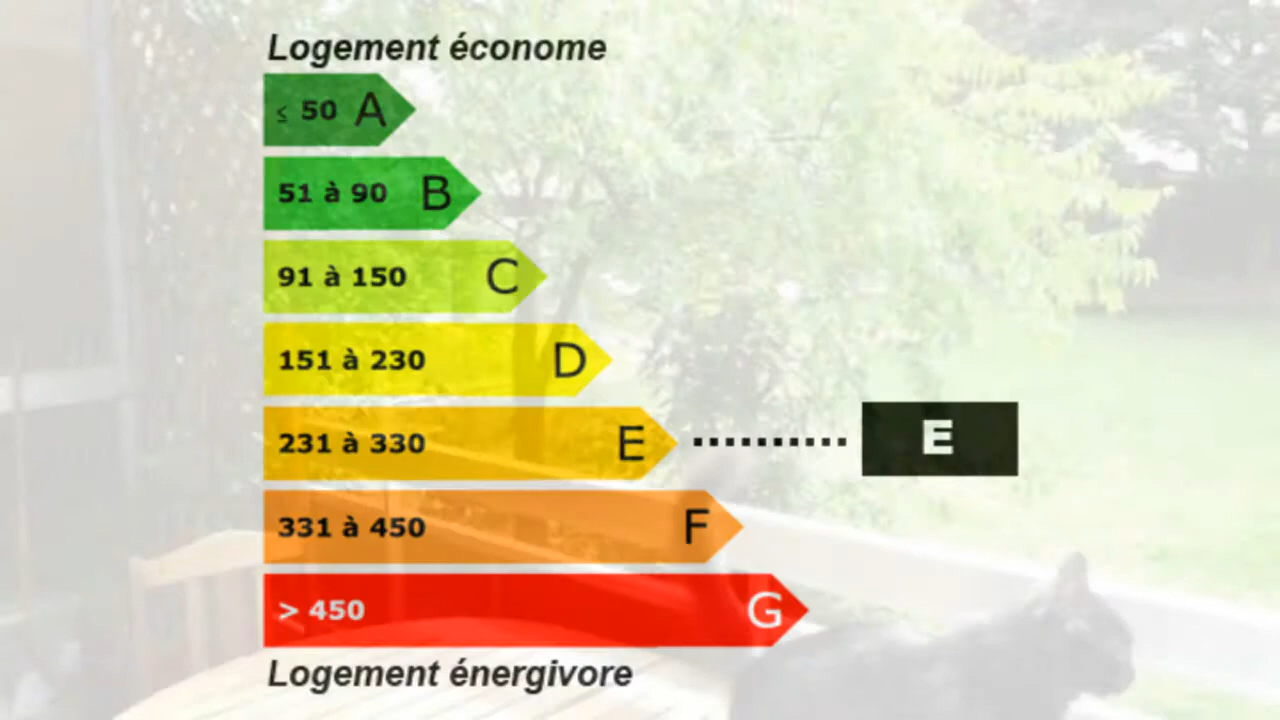 Logement économe
≤ 50 A
51 à 90 B
91 à 150 C
151 à 230 D
231 à 330 E E
331 à 450 F
> 450 G
Logement énergivore